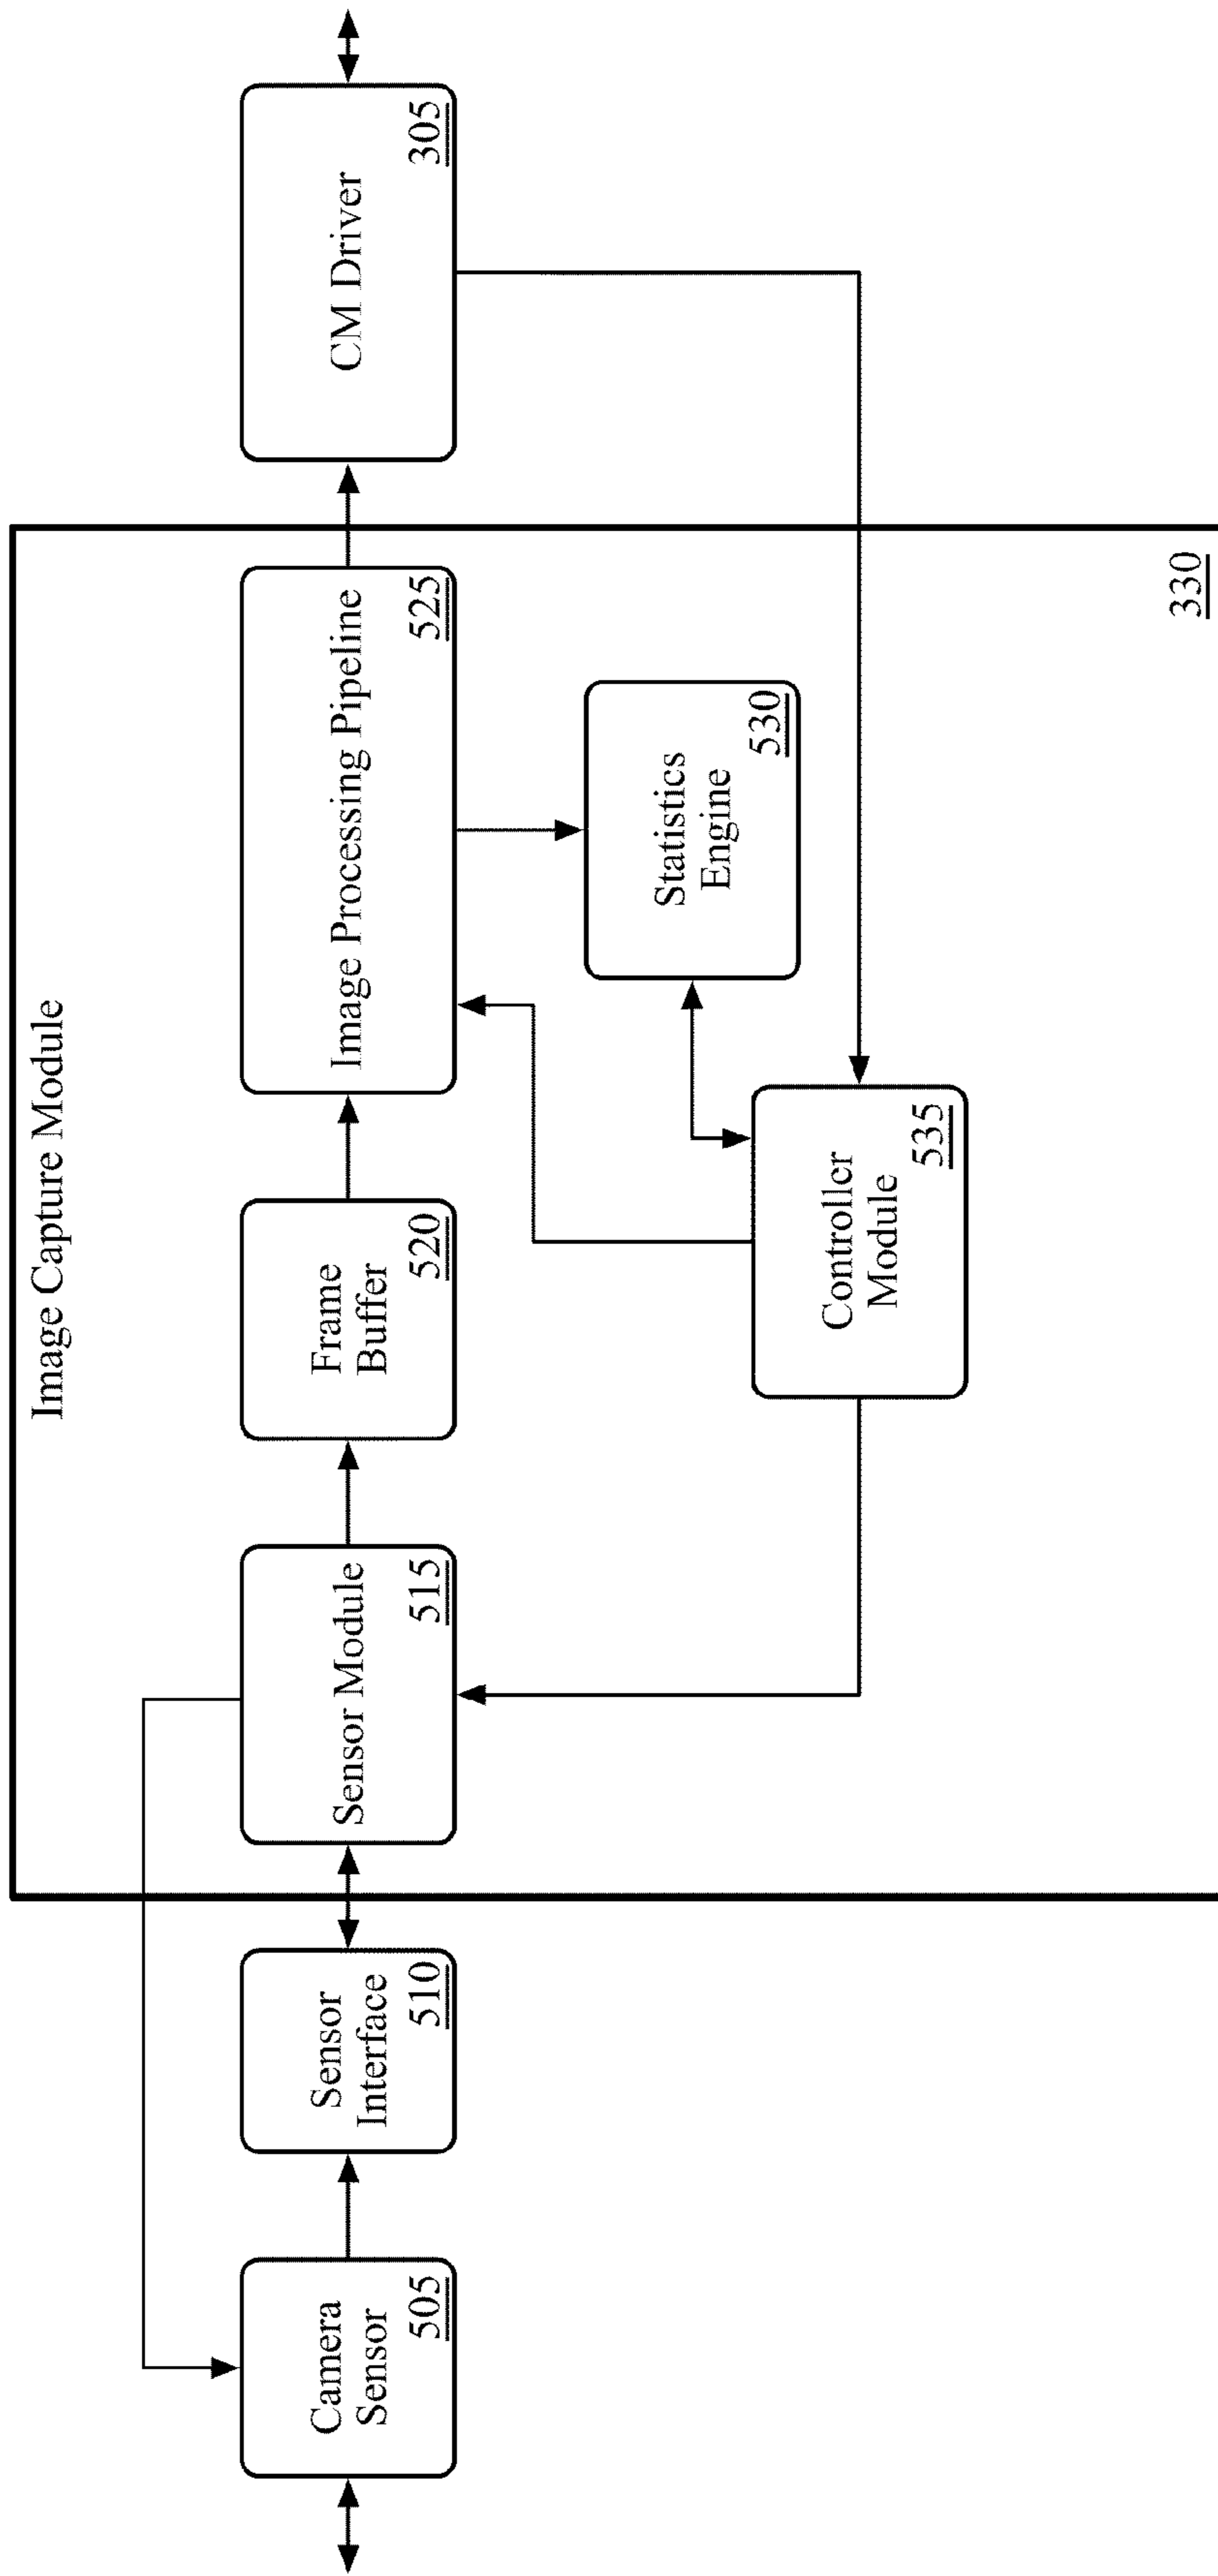 Image Capture Module
Camera
Sensor
505
Sensor
Interface
510
Sensor Module
515
Frame
Buffer
520
Image Processing Pipeline
525
CM Driver
305
Statistics
Engine
530
Controller
Module
535
330